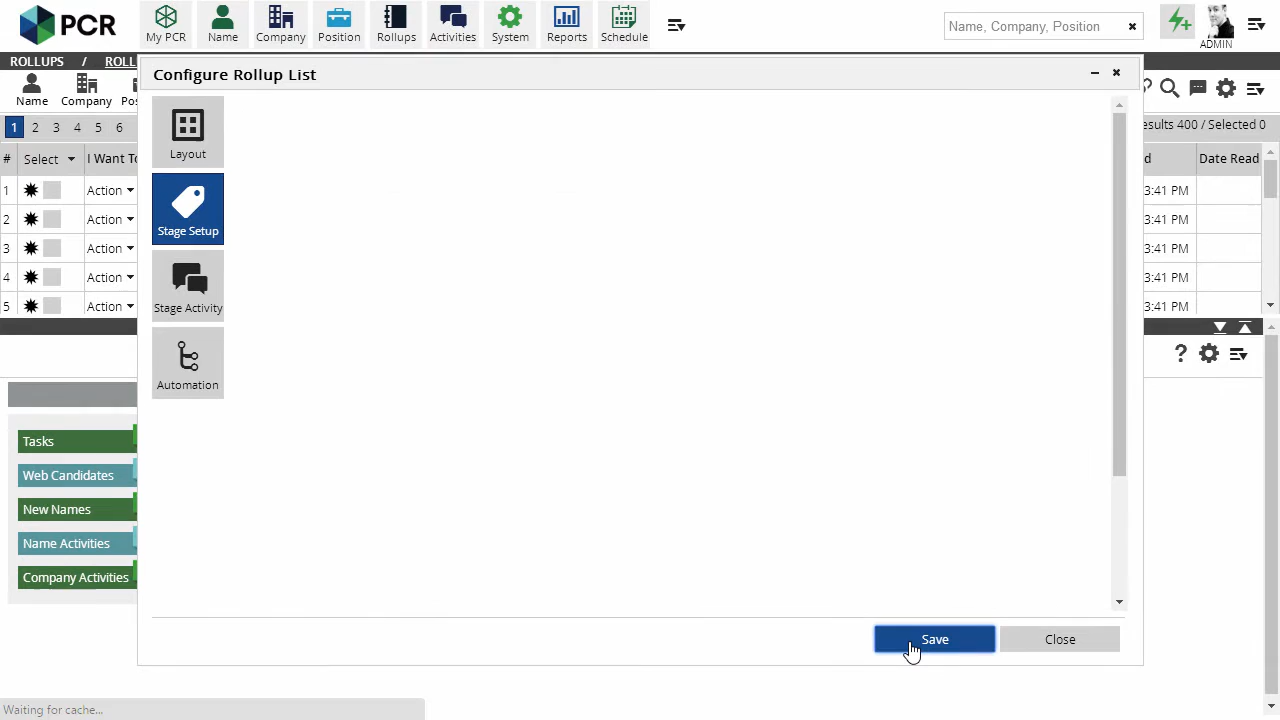 PCR
My PCR
Name
Company
Position
Rollups
Activities
System
Reports
Schedule
Name, Company, Position
ADMIN
ROLLUPS / ROLL
Configure Rollup List
Name
Company
Pos
1 2 3 4 5 6
esults 400 / Selected 0
# Select I Want To
d Date Read
1 Action 3:41 PM
2 Action 3:41 PM
3 Action 3:41 PM
4 Action 3:41 PM
5 Action 3:41 PM
Layout
Stage Setup
Stage Activity
Automation
Tasks
Web Candidates
New Names
Name Activities
Company Activities
Save
Close
Waiting for cache...